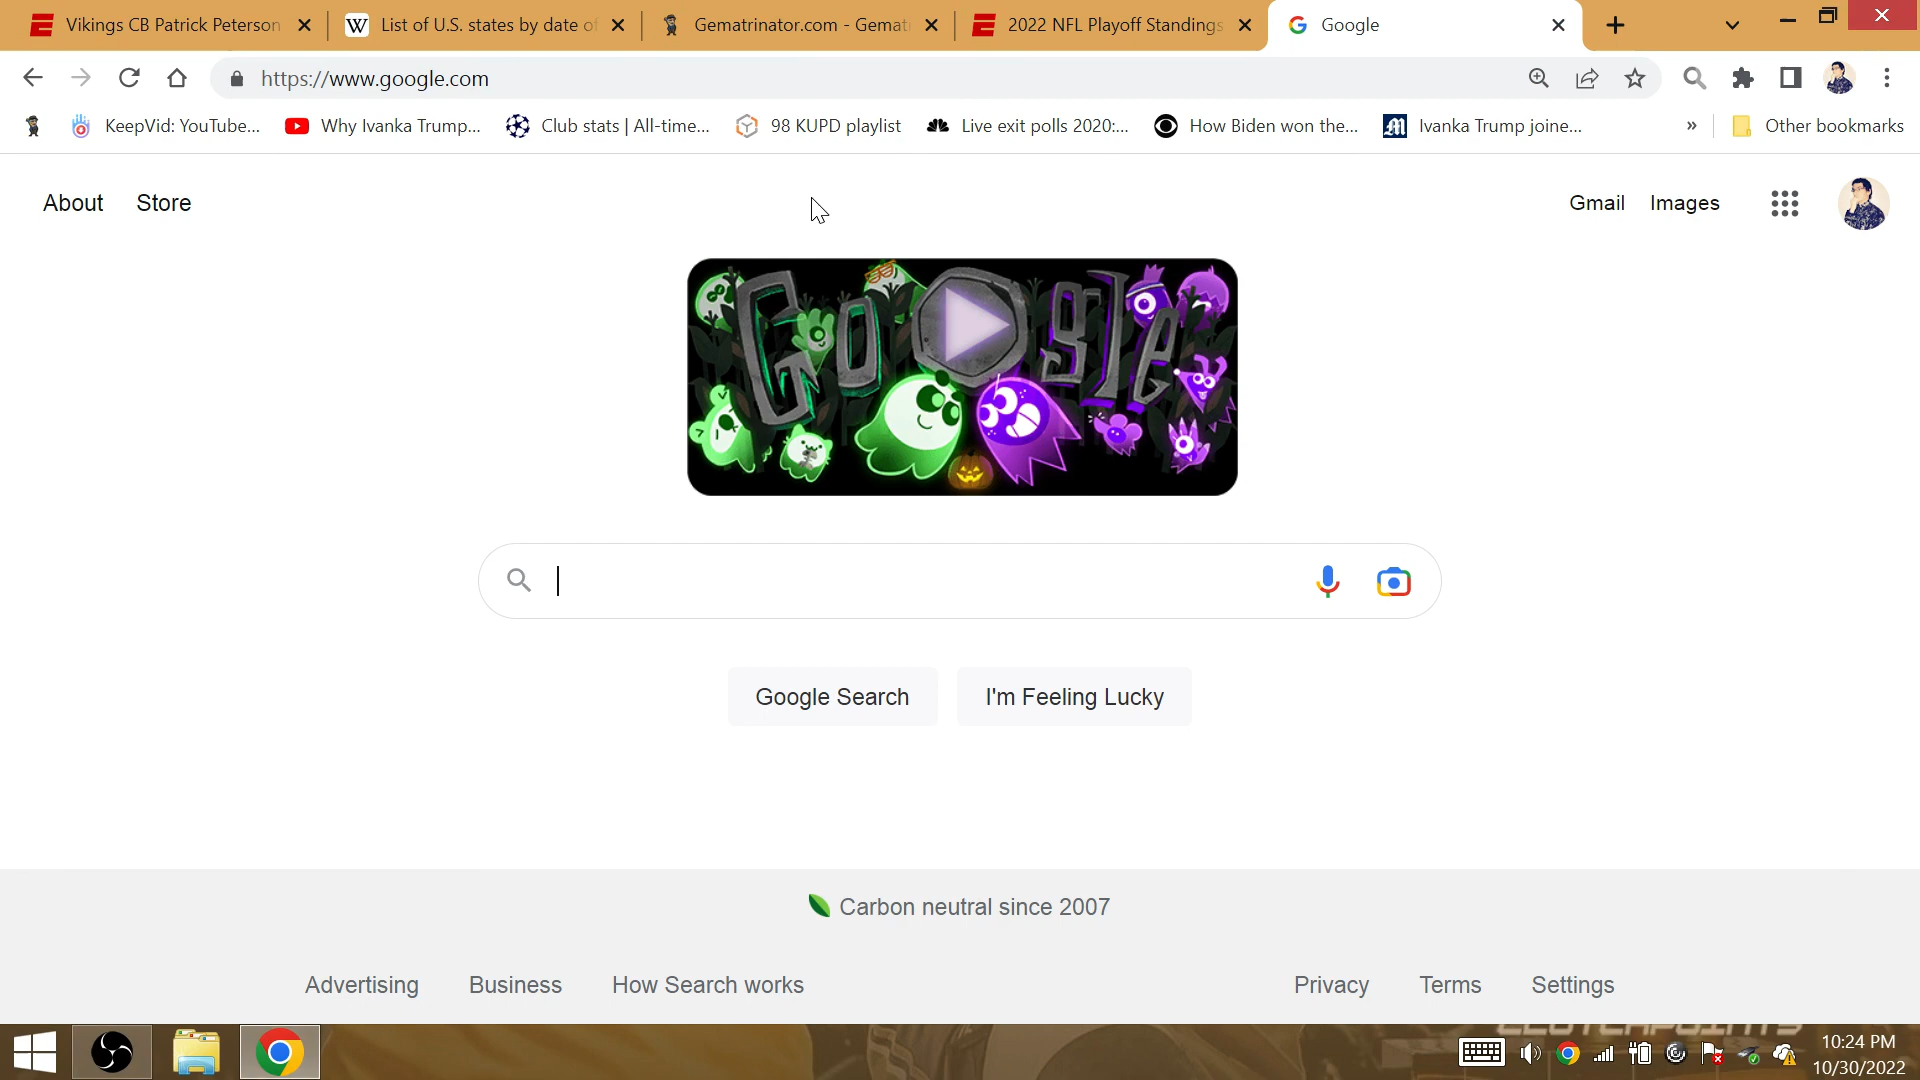 Vikings CB Patrick Peterson
List of U.S. states by date of
Gematrinator.com - Gemat
2022 NFL Playoff Standings
Google
https://www.google.com
KeepVid: YouTube...
Why Ivanka Trump...
Club stats | All-time...
98 KUPD playlist
Live exit polls 2020:...
How Biden won the...
Ivanka Trump joine...
»
Other bookmarks
About
Store
Gmail
Images
Google
Google Search
I'm Feeling Lucky
Carbon neutral since 2007
Advertising
Business
How Search works
Privacy
Terms
Settings
10:24 PM
10/30/2022